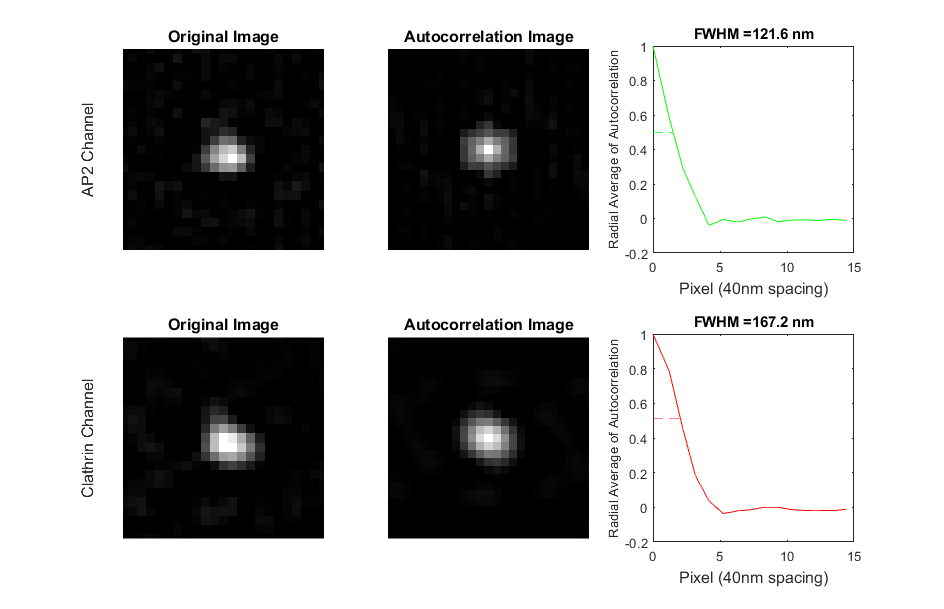 Original Image
Autocorrelation Image
FWHM =121.6 nm
AP2 Channel
Radial Average of Autocorrelation
1
0.8
0.6
0.4
0.2
0
-0.2
0 5 10 15
Pixel (40nm spacing)
Original Image
Autocorrelation Image
FWHM =167.2 nm
Clathrin Channel
Radial Average of Autocorrelation
1
0.8
0.6
0.4
0.2
0
-0.2
0 5 10 15
Pixel (40nm spacing)